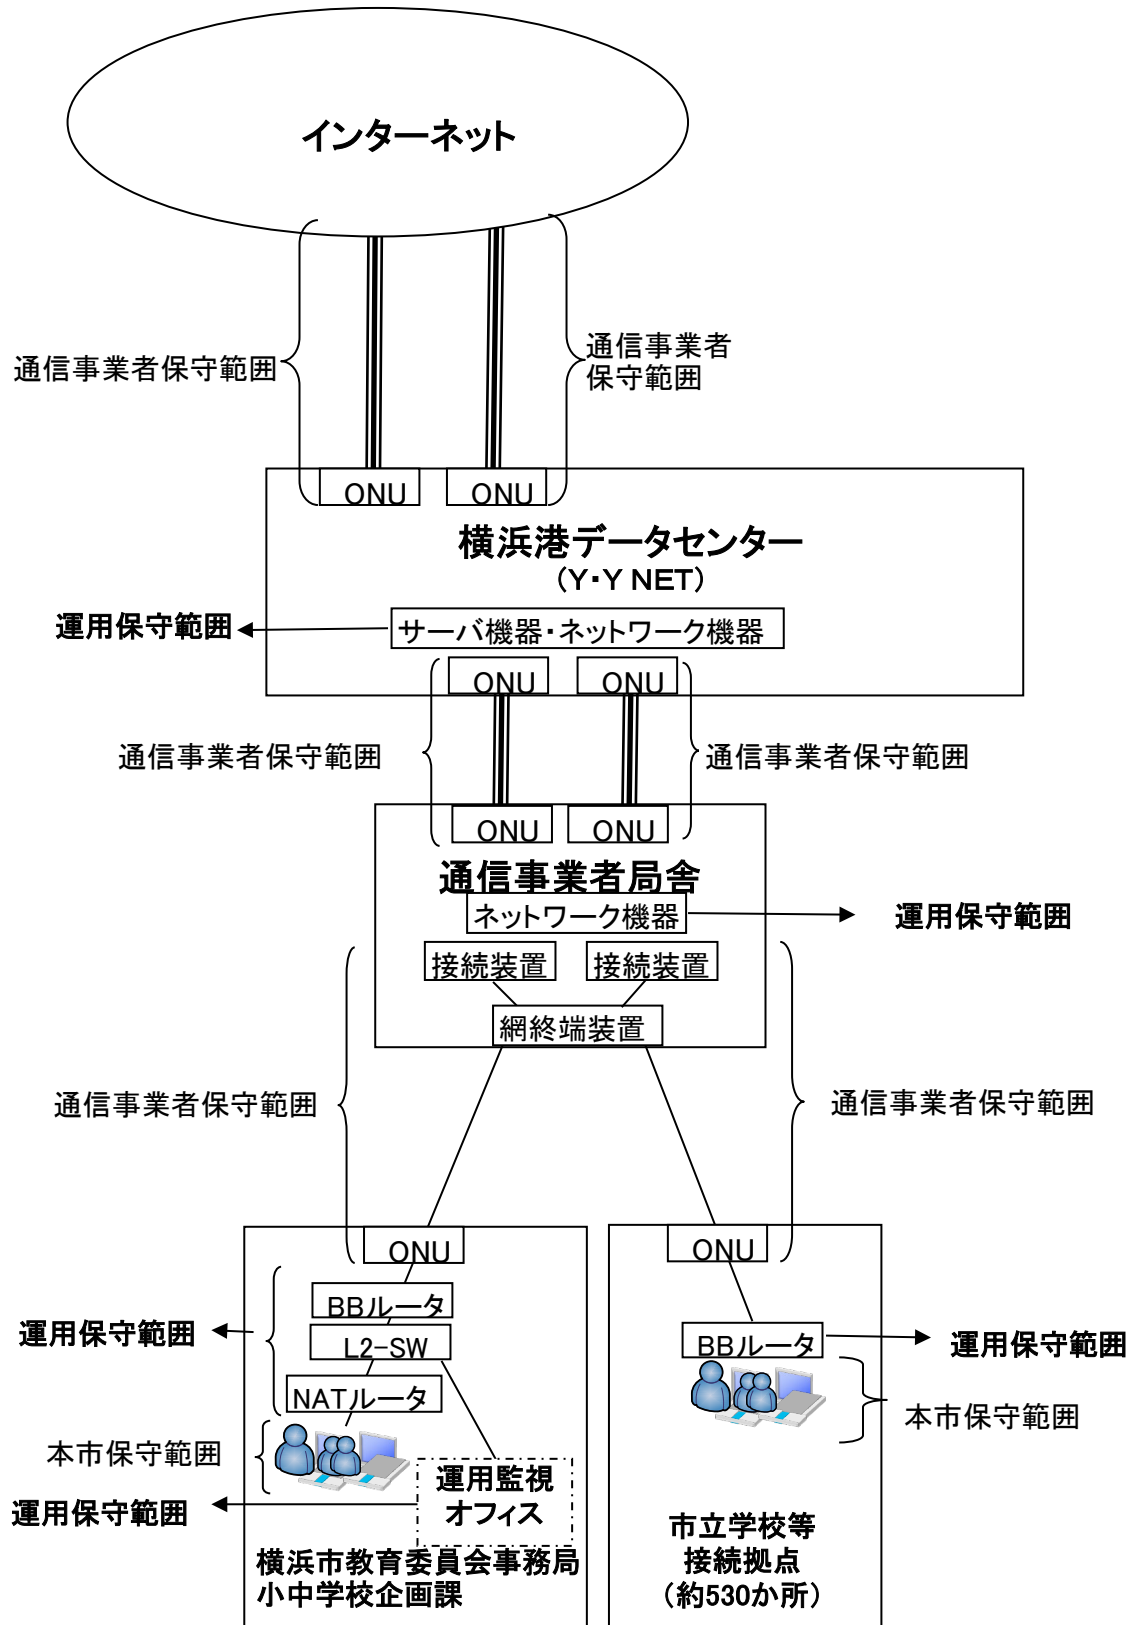 インターネット
通信事業者保守範囲
通信事業者
保守範囲
ONU
ONU
横浜港データセンター
(Y・Y NET)
運用保守範囲
サーバ機器・ネットワーク機器
ONU
ONU
通信事業者保守範囲
通信事業者保守範囲
ONU
ONU
通信事業者局舎
ネットワーク機器
運用保守範囲
接続装置
接続装置
網終端装置
通信事業者保守範囲
通信事業者保守範囲
ONU
ONU
BBルータ
運用保守範囲
L2-SW
BBルータ
運用保守範囲
NATルータ
本市保守範囲
本市保守範囲
運用監視
オフィス
運用保守範囲
横浜市教育委員会事務局
小中学校企画課
市立学校等
接続拠点
(約530か所)